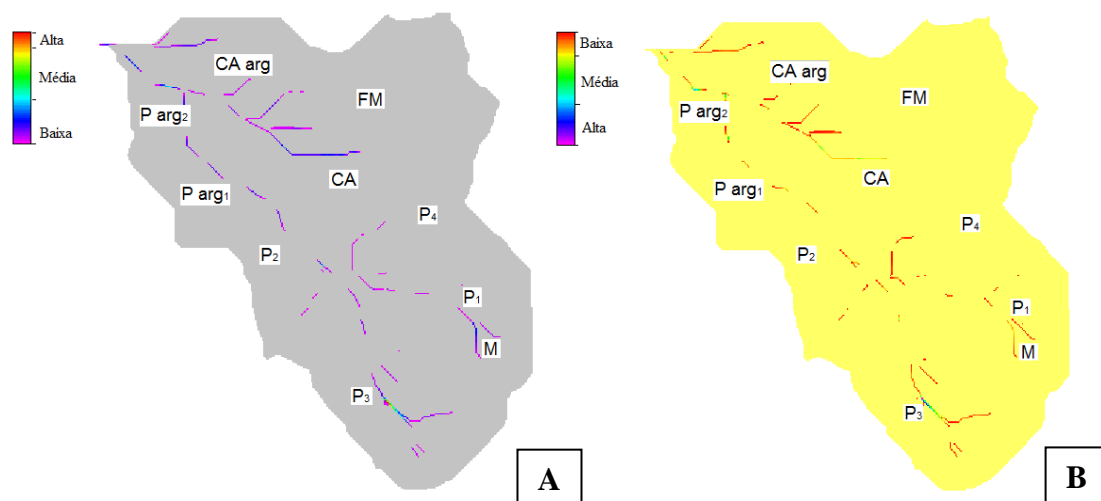 Alta
Média
Baixa
CA arg
FM
P arg₂
P arg₁
CA
P₄
P₂
P₁
M
P₃
A
Baixa
Média
Alta
CA arg
FM
P arg₂
P arg₁
CA
P₄
P₂
P₁
M
P₃
B